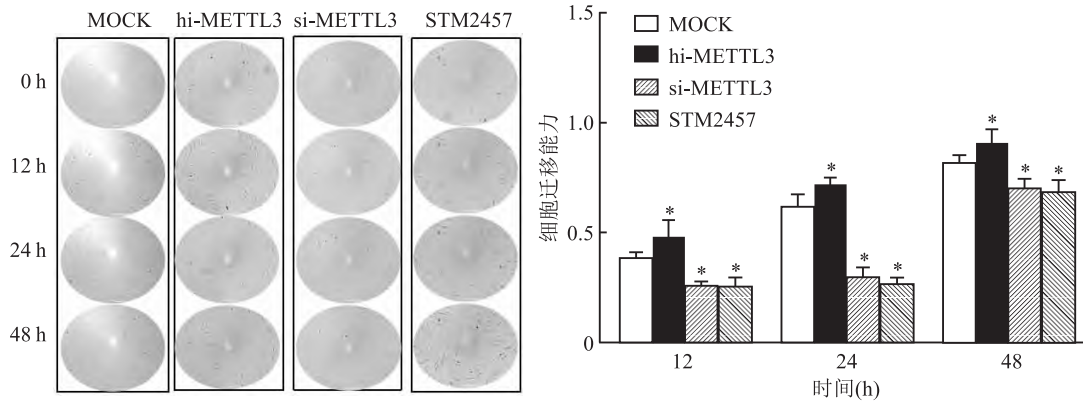 MOCK hi-METTL3 si-METTL3 STM2457
0 h
12 h
24 h
48 h
1.5
1.0
0.5
0
细胞迁移能力
MOCK
hi-METTL3
si-METTL3
STM2457
*
*
*
*
*
*
*
*
*
12 24 48
时间(h)